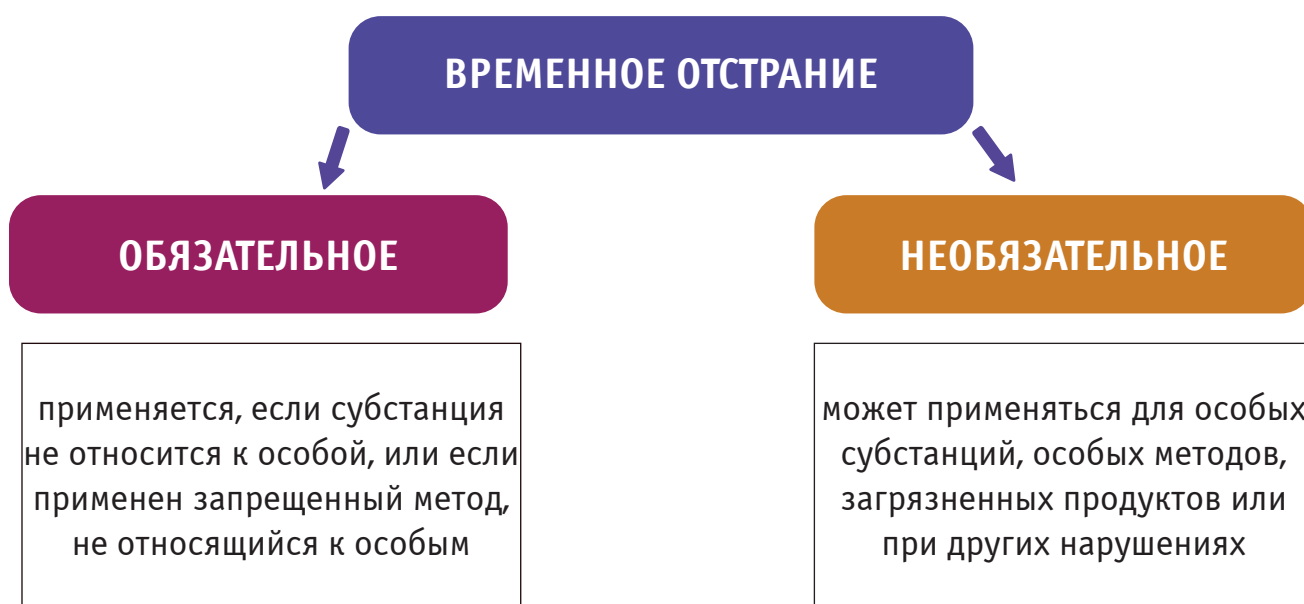 ВРЕМЕННОЕ ОТСТРАНИЕ
ОБЯЗАТЕЛЬНОЕ
применяется, если субстанция
не относится к особой, или если
применен запрещенный метод,
не относящийся к особым
НЕОБЯЗАТЕЛЬНОЕ
может применяться для особых
субстанций, особых методов,
загрязненных продуктов или
при других нарушениях